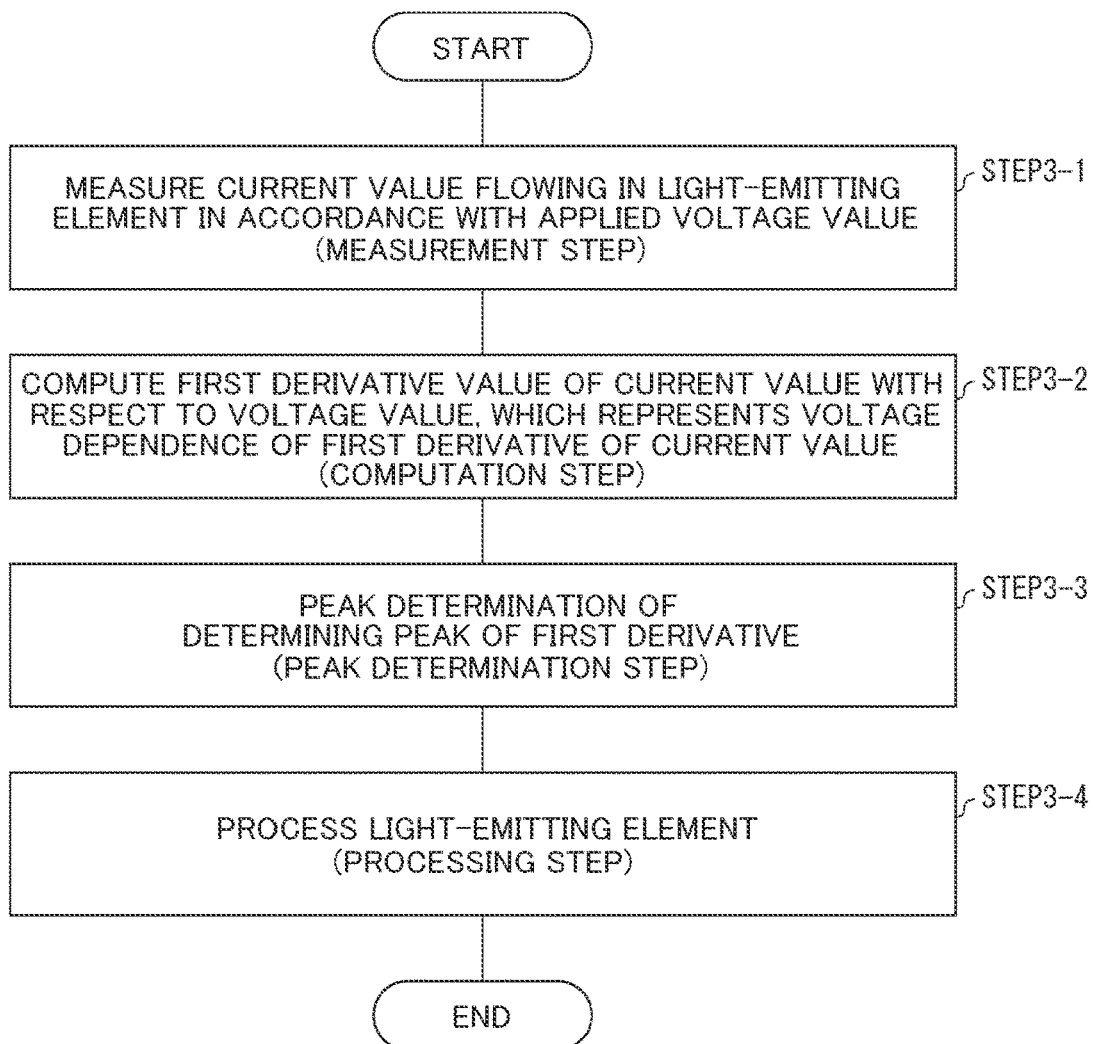 START
STEP3-1
MEASURE CURRENT VALUE FLOWING IN LIGHT-EMITTING
ELEMENT IN ACCORDANCE WITH APPLIED VOLTAGE VALUE
(MEASUREMENT STEP)
STEP3-2
COMPUTE FIRST DERIVATIVE VALUE OF CURRENT VALUE WITH
RESPECT TO VOLTAGE VALUE, WHICH REPRESENTS VOLTAGE
DEPENDENCE OF FIRST DERIVATIVE OF CURRENT VALUE
(COMPUTATION STEP)
STEP3-3
PEAK DETERMINATION OF
DETERMINING PEAK OF FIRST DERIVATIVE
(PEAK DETERMINATION STEP)
STEP3-4
PROCESS LIGHT-EMITTING ELEMENT
(PROCESSING STEP)
END